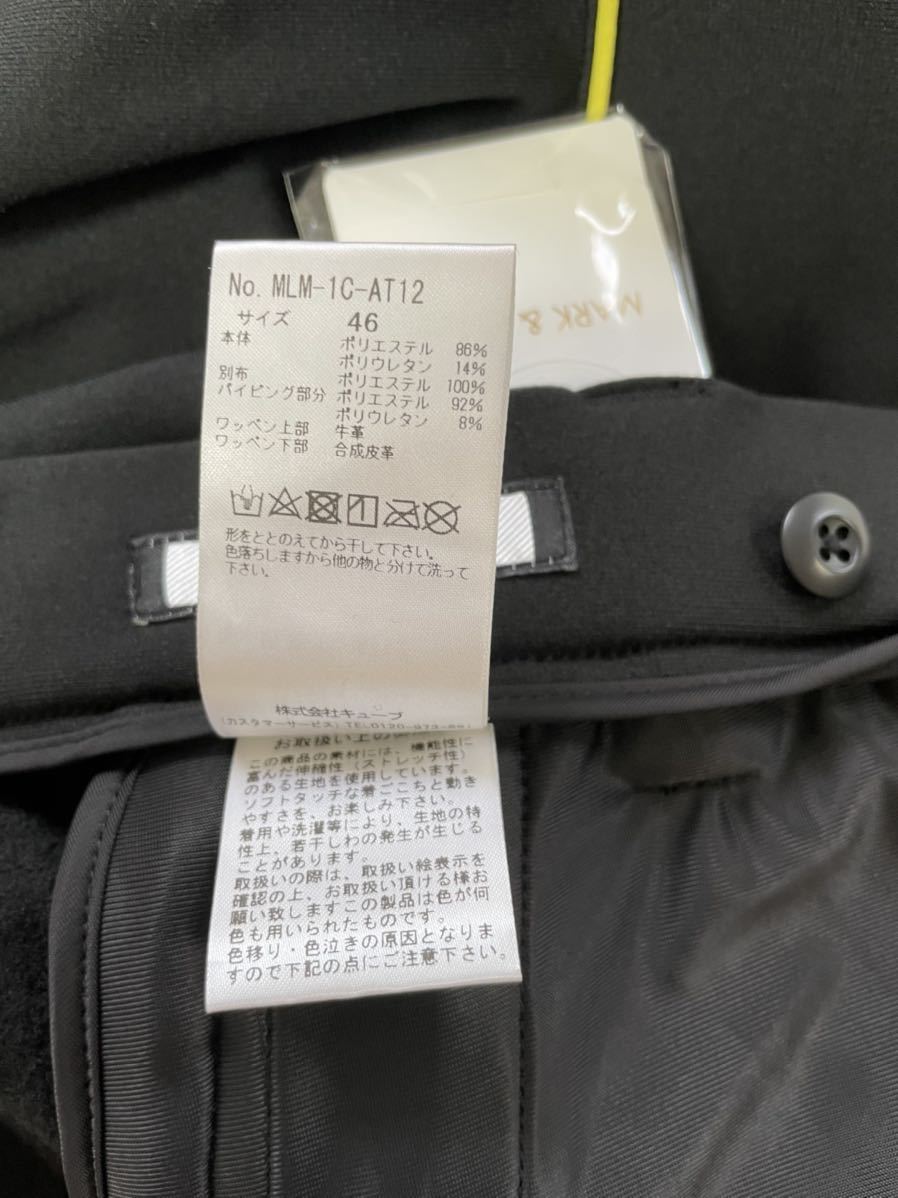 MARK &
No. MLM-1C-AT12
サイズ 46
本体 ポリエステル 86%
ポリウレタン 14%
別布 ポリエステル 100%
パイピング部分 ポリエステル 92%
ポリウレタン 8%
ワッペン上部 牛革
ワッペン下部 合成皮革
形をととのえてから干して下さい。
色落ちしますから他の物と分けて洗って
下さい。
株式会社キューブ
(カスタマーサービス) TEL.0120-973-
お取扱い上の
この商品の素材には、機能性に
富んだ伸縮性（ストレッチ性）
のある生地を使用しています。
ソフトタッチな着ごこちと動き
やすさを、お楽しみ下さい。
着用や洗濯等により、生地の特
性上、若干しわの発生が生じる
ことがあります。
取扱いの際は、取扱い絵表示を
確認の上、お取扱い頂ける様お
願い致しますこの製品は色が何
色も用いられたものです。
色移り・色泣きの原因となりま
すので下記の点にご注意下さい。